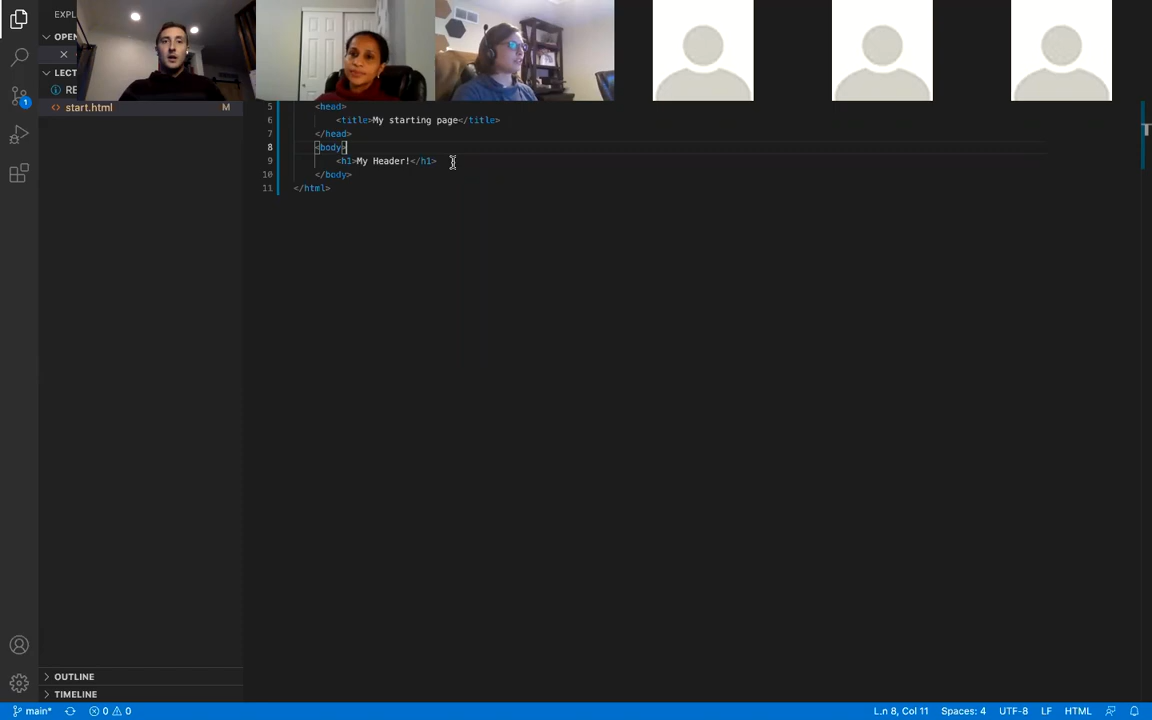 EXPL
OPEN
LECT
RE
start.html M
1
5 <head>
6 <title>My starting page</title>
7 </head>
8 <body>
9 <h1>My Header!</h1>
10 </body>
11 </html>
OUTLINE
TIMELINE
main* 0 0 Ln 8, Col 11 Spaces: 4 UTF-8 LF HTML